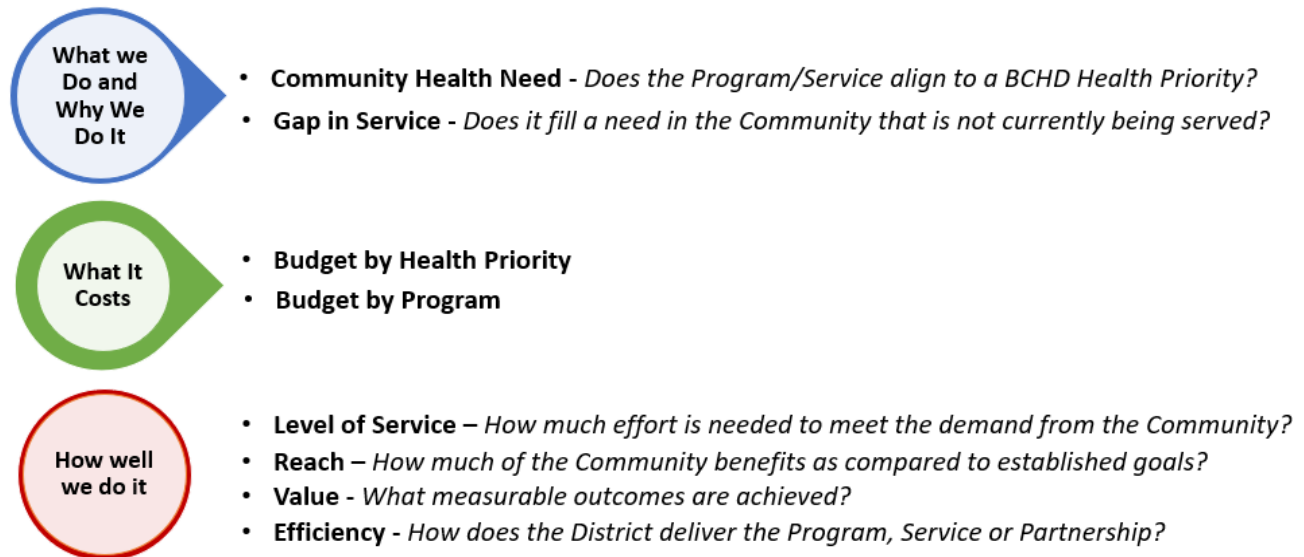 What we
Do and
Why We
Do It
• Community Health Need - Does the Program/Service align to a BCHD Health Priority?
• Gap in Service - Does it fill a need in the Community that is not currently being served?
What It
Costs
• Budget by Health Priority
• Budget by Program
How well
we do it
• Level of Service – How much effort is needed to meet the demand from the Community?
• Reach – How much of the Community benefits as compared to established goals?
• Value - What measurable outcomes are achieved?
• Efficiency - How does the District deliver the Program, Service or Partnership?